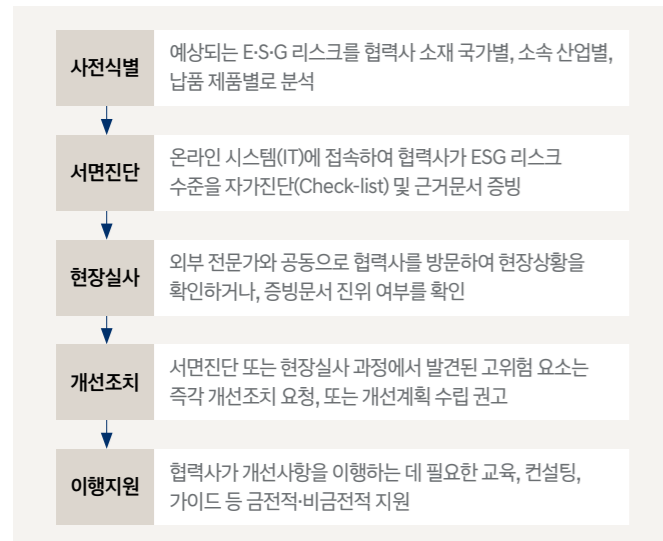 사전식별
예상되는 E·S·G 리스크를 협력사 소재 국가별, 소속 산업별,
납품 제품별로 분석
서면진단
온라인 시스템(IT)에 접속하여 협력사가 ESG 리스크
수준을 자가진단(Check-list) 및 근거문서 증빙
현장실사
외부 전문가와 공동으로 협력사를 방문하여 현장상황을
확인하거나, 증빙문서 진위 여부를 확인
개선조치
서면진단 또는 현장실사 과정에서 발견된 고위험 요소는
즉각 개선조치 요청, 또는 개선계획 수립 권고
이행지원
협력사가 개선사항을 이행하는 데 필요한 교육, 컨설팅,
가이드 등 금전적·비금전적 지원